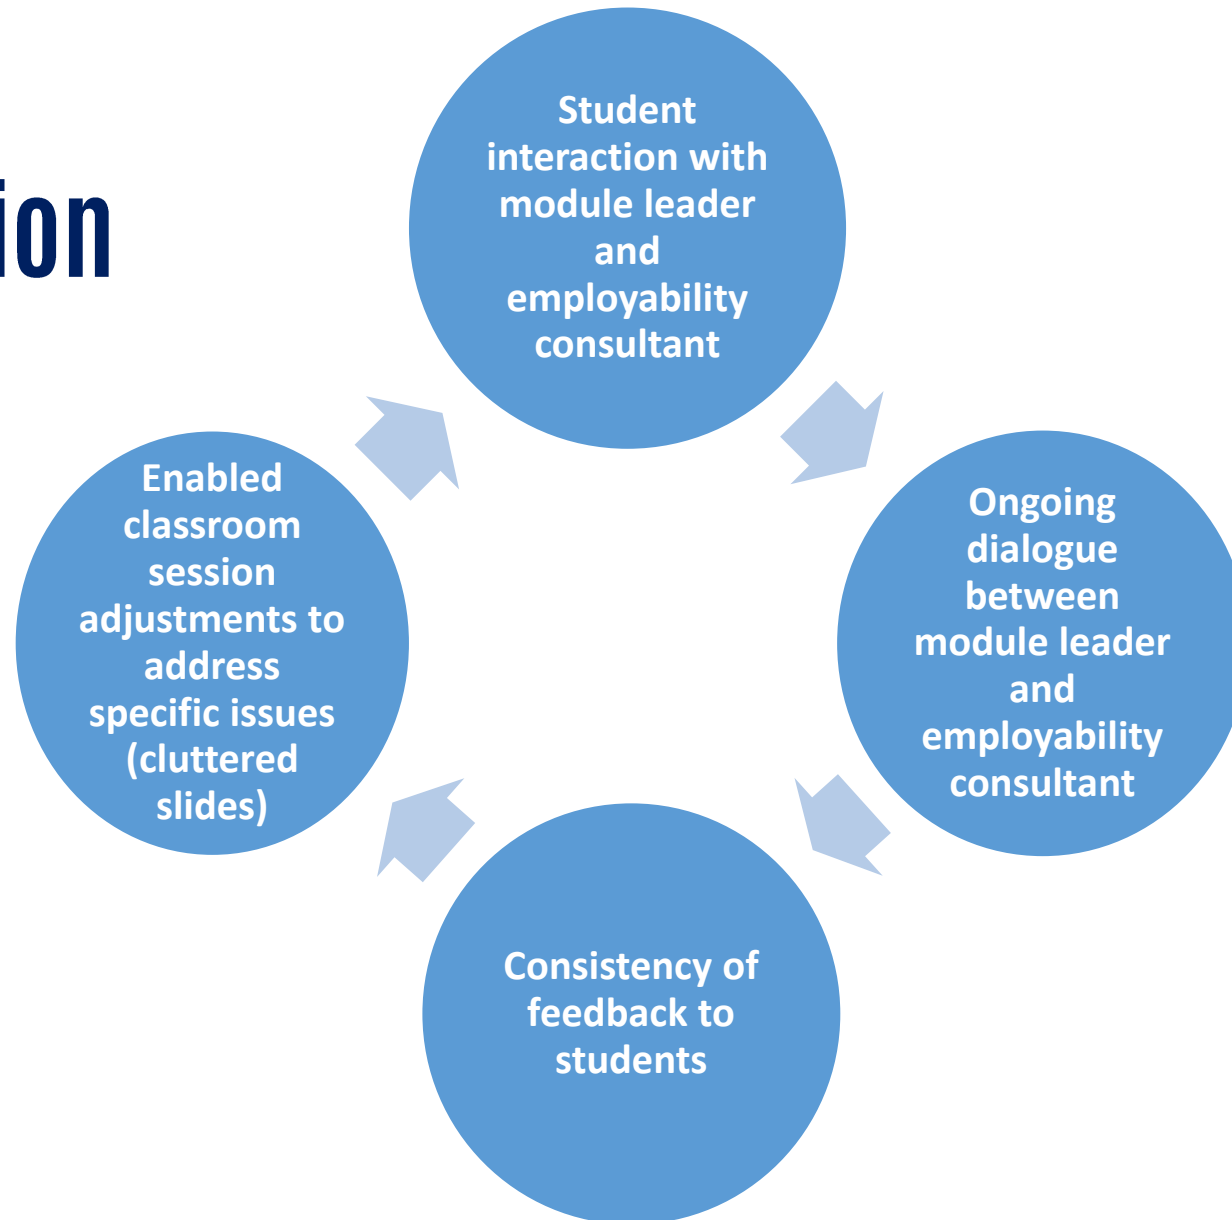 ion
Student
interaction with
module leader
and
employability
consultant
Ongoing
dialogue
between
module leader
and
employability
consultant
Consistency of
feedback to
students
Enabled
classroom
session
adjustments to
address
specific issues
(cluttered
slides)